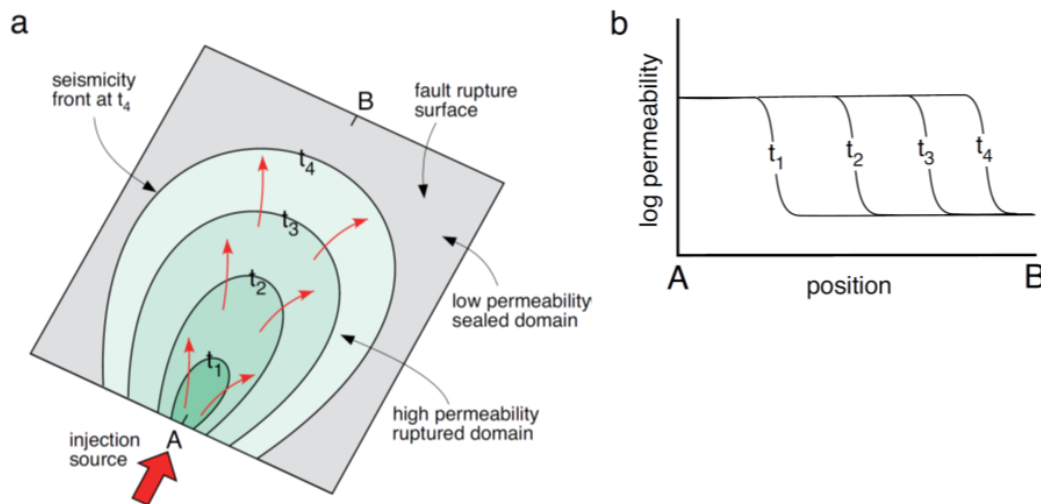 a
seismicity
front at t4
B
fault rupture
surface
t4
t3
t2
t1
low permeability
sealed domain
high permeability
ruptured domain
A
injection
source
b
log permeability
t1
t2
t3
t4
A
position
B